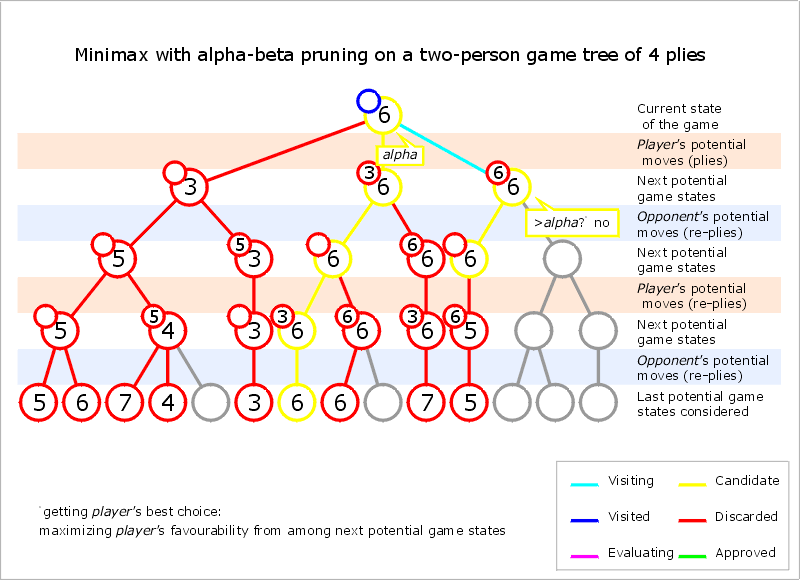 Minimax with alpha-beta pruning on a two-person game tree of 4 plies
6
Current state
of the game
alpha
Player's potential
moves (plies)
3
3
6
6
6
Next potential
game states
>alpha?* no
Opponent's potential
moves (re-plies)
5
5
3
6
6
6
6
Next potential
game states
Player's potential
moves (re-plies)
5
5
4
3
3
6
6
6
3
6
6
5
Next potential
game states
Opponent's potential
moves (re-plies)
5
6
7
4
3
6
6
7
5
Last potential game
states considered
*getting player's best choice:
maximizing player's favourability from among next potential game states
Visiting
Candidate
Visited
Discarded
Evaluating
Approved